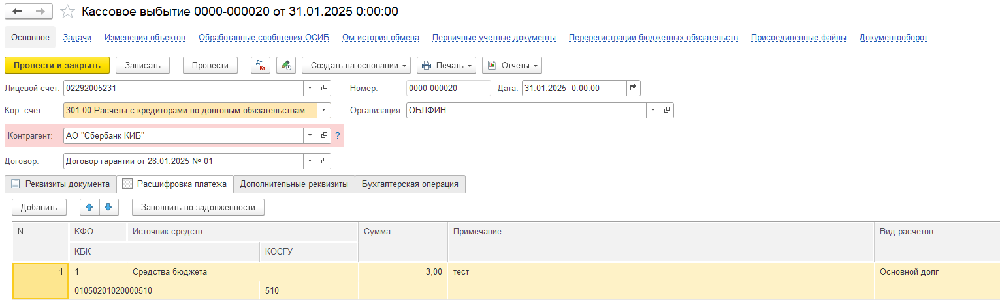 Кассовое выбытие 0000-000020 от 31.01.2025 0:00:00
Основное Задачи Изменения объектов Обработанные сообщения ОСИБ Ом история обмена Первичные учетные документы Перерегистрации бюджетных обязательств Присоединенные файлы Документооборот
Провести и закрыть Записать Провести Дт Кт Создать на основании Печать Отчеты
Лицевой счет: 02292005231 Номер: 0000-000020 Дата: 31.01.2025 0:00:00
Кор. счет: 301.00 Расчеты с кредиторами по долговым обязательствам Организация: ОБЛФИН
Контрагент: АО "Сбербанк КИБ" ?
Договор: Договор гарантии от 28.01.2025 № 01
Реквизиты документа Расшифровка платежа Дополнительные реквизиты Бухгалтерская операция
Добавить Заполнить по задолженности
N КФО Источник средств Сумма Примечание Вид расчетов
КБК КОСГУ
1 1 Средства бюджета 3,00 тест Основной долг
01050201020000510 510